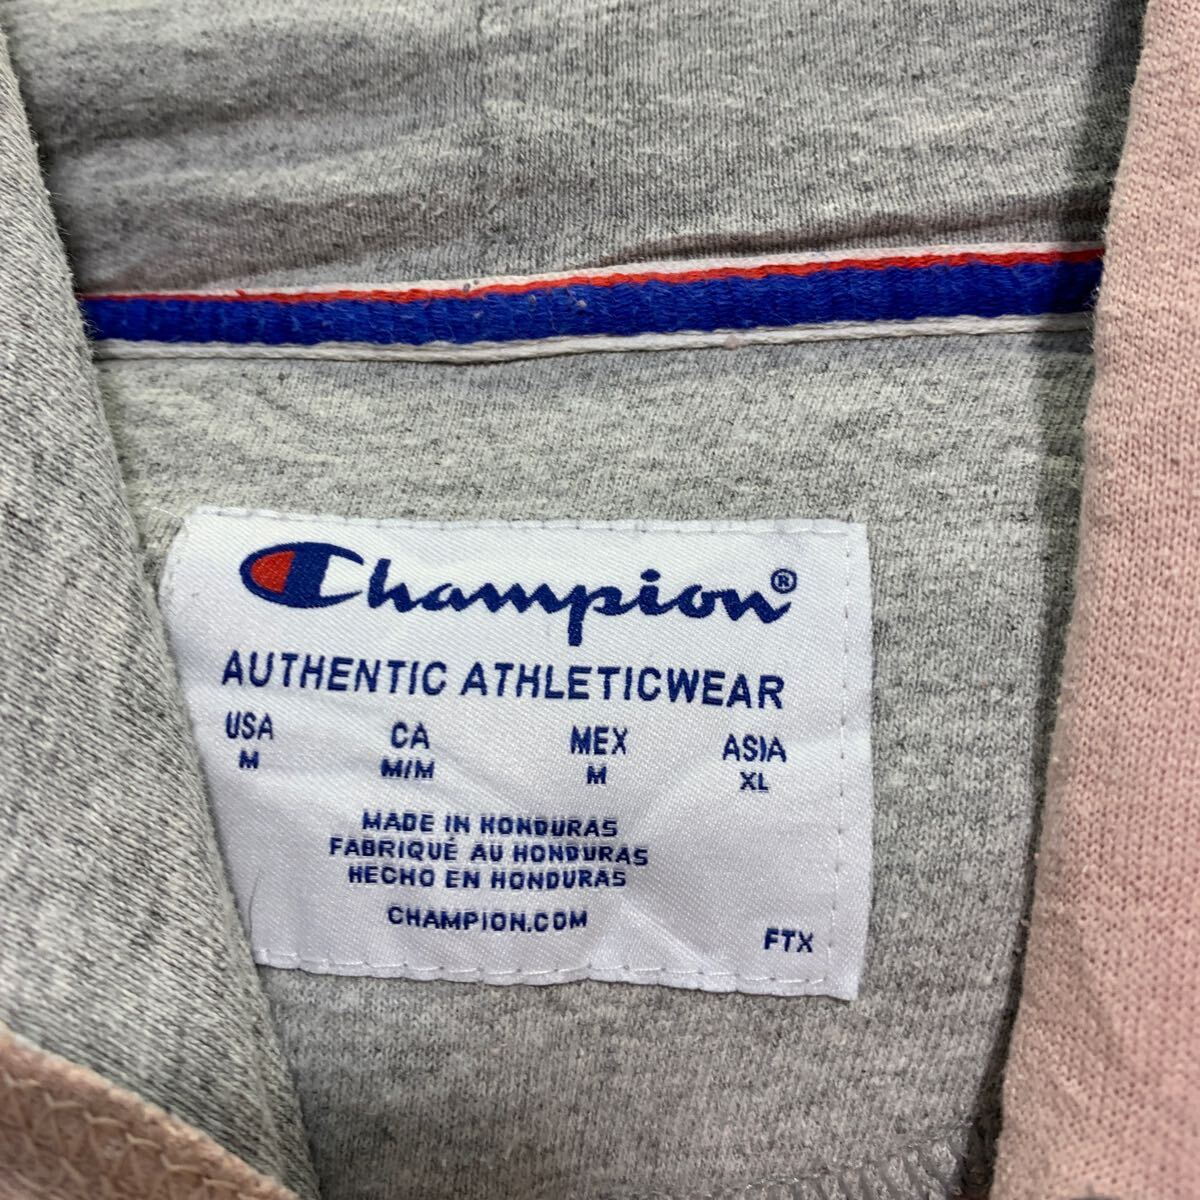 Champion®
AUTHENTIC ATHLETICWEAR
USA CA MEX ASIA
M M/M M XL
MADE IN HONDURAS
FABRIQUÉ AU HONDURAS
HECHO EN HONDURAS
CHAMPION.COM
FTX